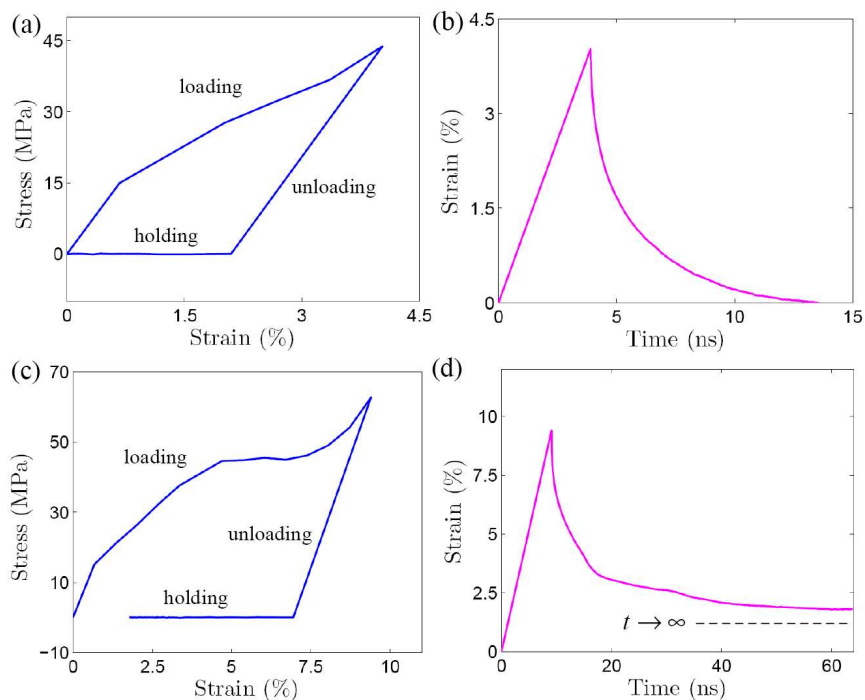 (a)
45
30
15
0
Stress (MPa)
loading
unloading
holding
0 1.5 3 4.5
Strain (%)
(b)
4.5
3
1.5
0
Strain (%)
0 5 10 15
Time (ns)
(c)
70
50
30
10
−10
Stress (MPa)
loading
unloading
holding
0 2.5 5 7.5 10
Strain (%)
(d)
10
7.5
5
2.5
0
Strain (%)
t → ∞
0 20 40 60
Time (ns)